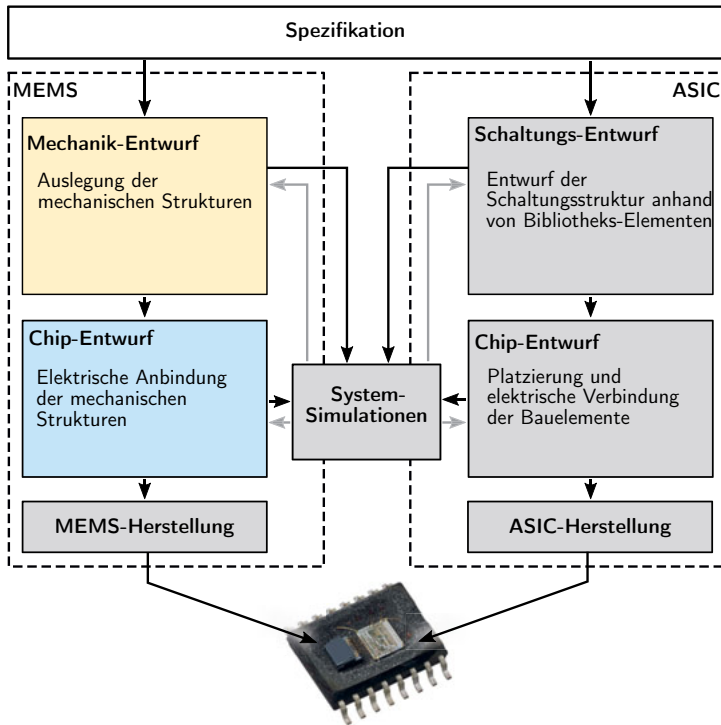 Spezifikation
MEMS
Mechanik-Entwurf
Auslegung der
mechanischen Strukturen
Chip-Entwurf
Elektrische Anbindung
der mechanischen
Strukturen
MEMS-Herstellung
System-
Simulationen
ASIC
Schaltungs-Entwurf
Entwurf der
Schaltungsstruktur anhand
von Bibliotheks-Elementen
Chip-Entwurf
Platzierung und
elektrische Verbindung
der Bauelemente
ASIC-Herstellung